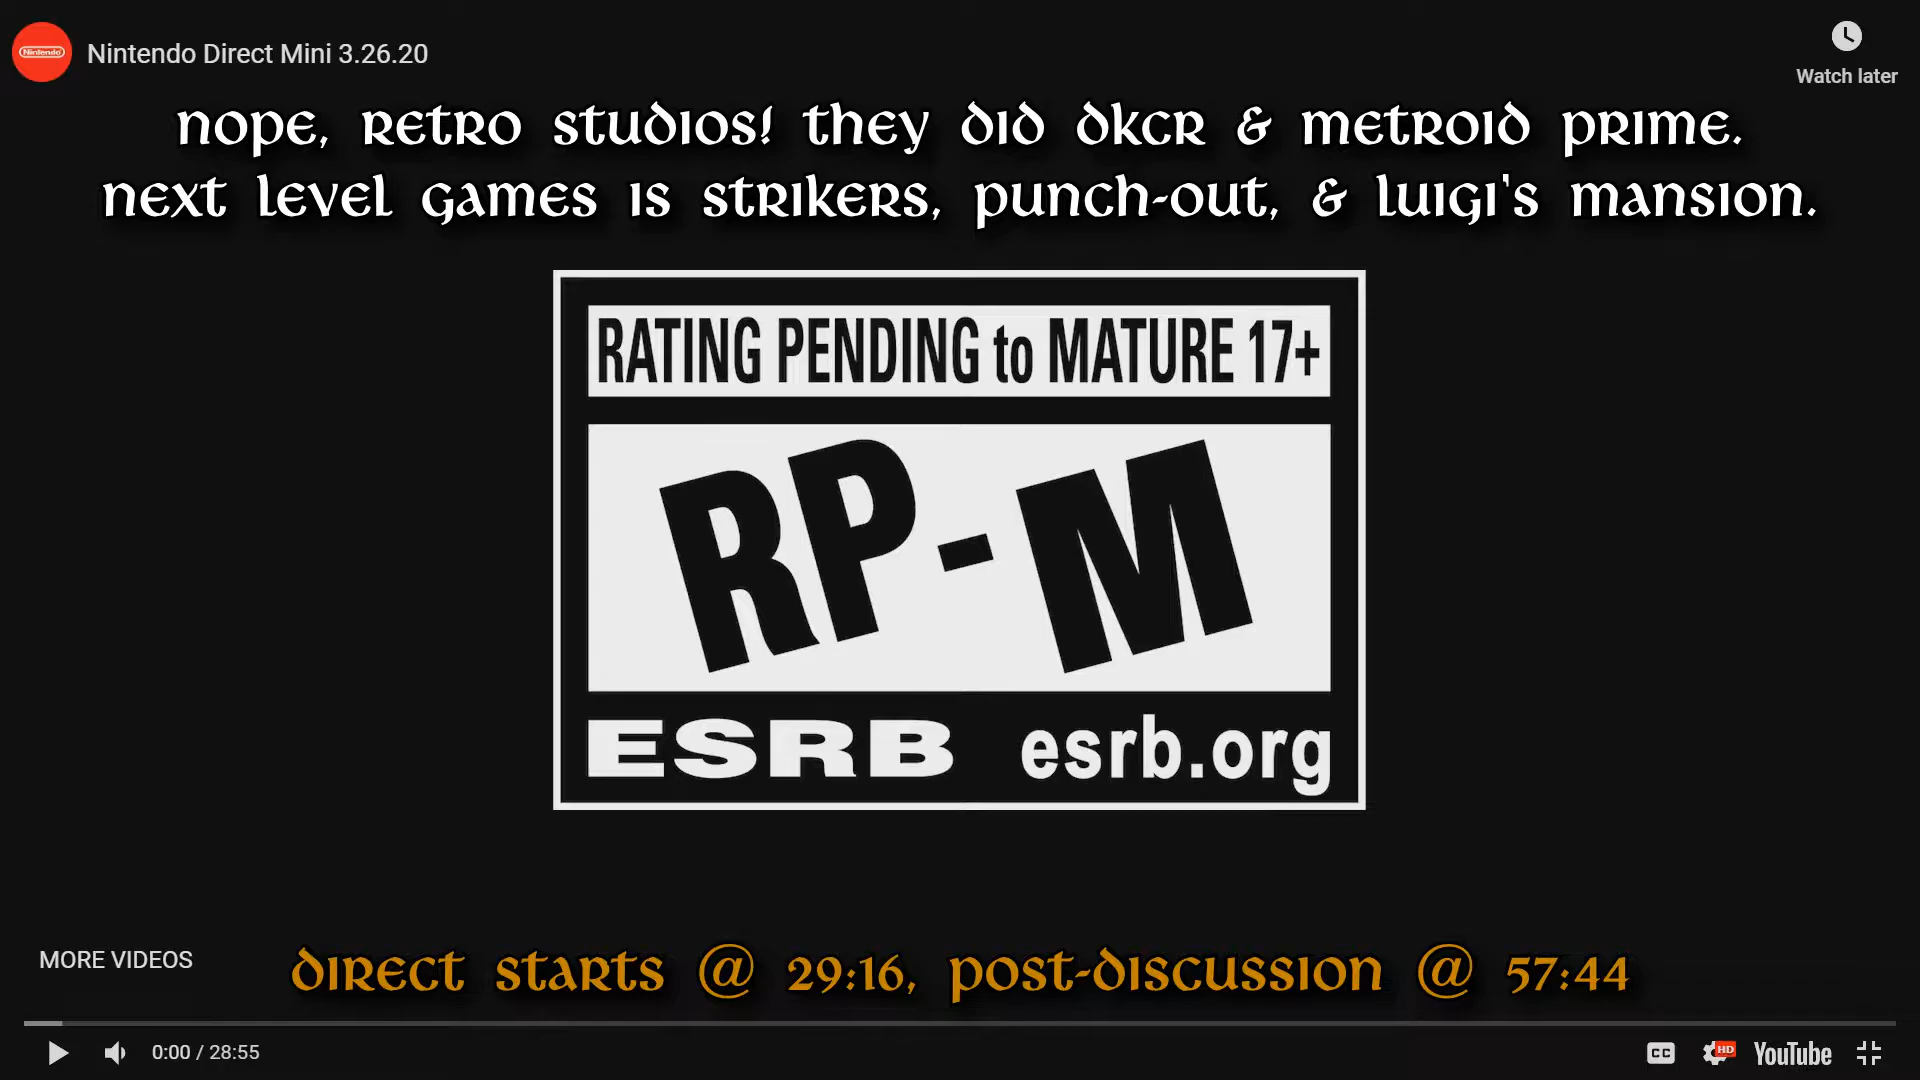 Nintendo
Nintendo Direct Mini 3.26.20
Watch later
nope, retro studios! they did dkcr & metroid prime.
next level games is strikers, punch-out, & luigi's mansion.
RATING PENDING to MATURE 17+
RP-M
ESRB esrb.org
MORE VIDEOS
direct starts @ 29:16, post-discussion @ 57:44
0:00 / 28:55
CC
HD
YouTube